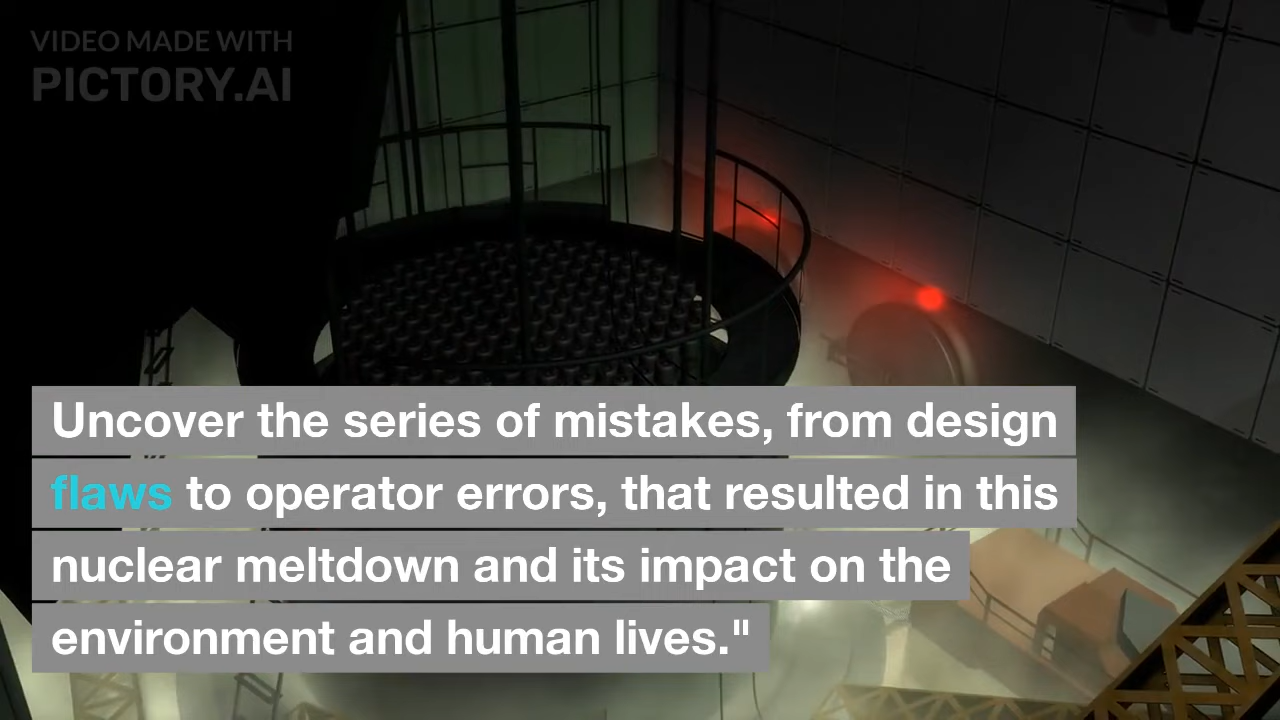 VIDEO MADE WITH
PICTORY.AI
Uncover the series of mistakes, from design
flaws to operator errors, that resulted in this
nuclear meltdown and its impact on the
environment and human lives."